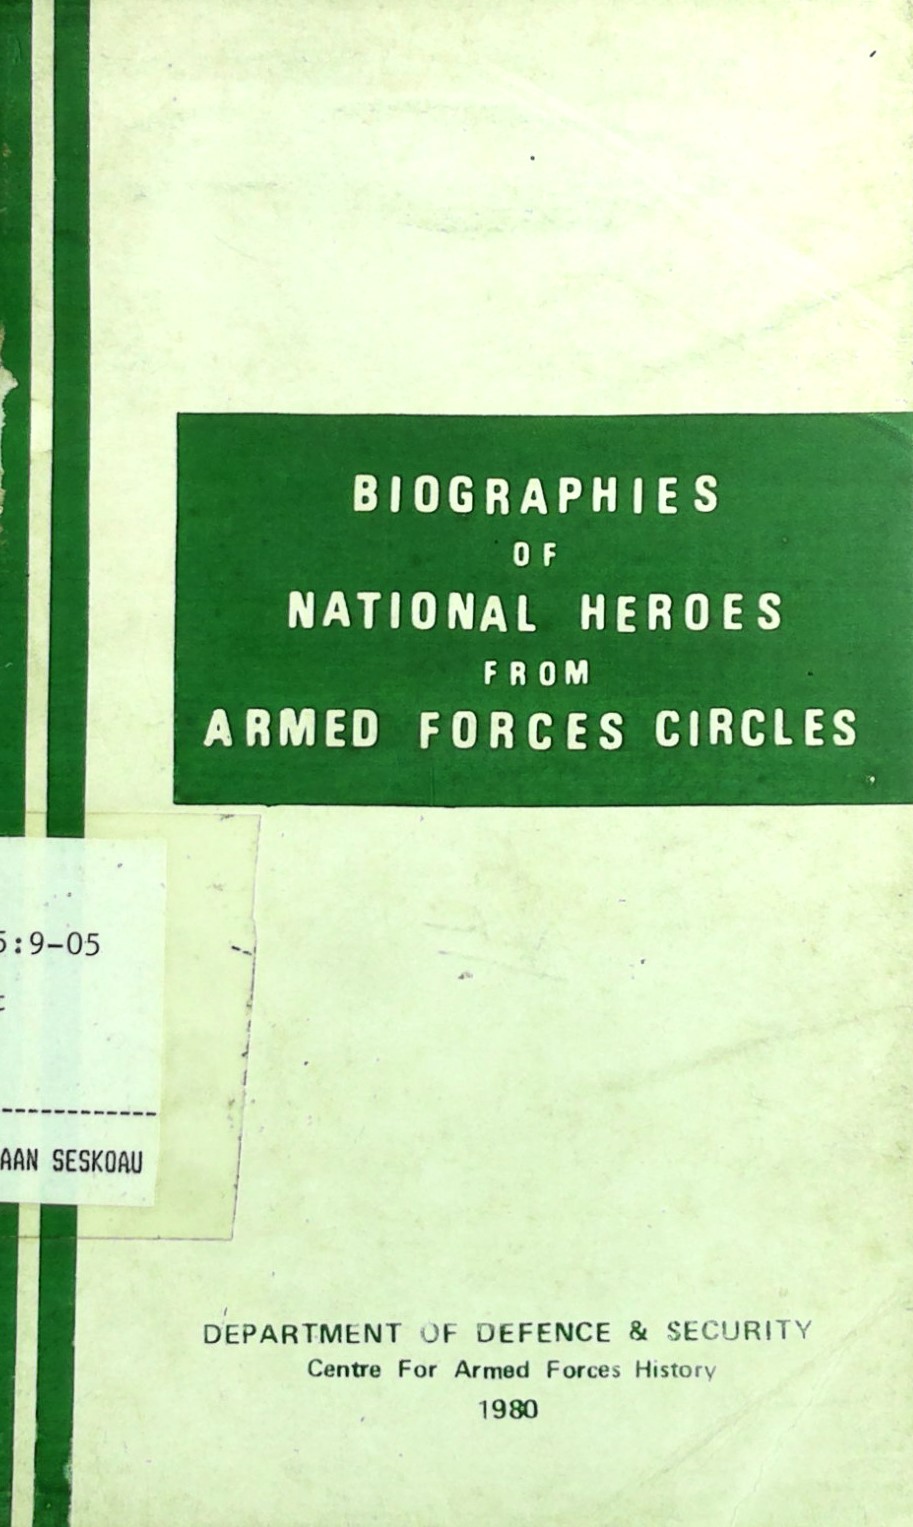 BIOGRAPHIES
OF
NATIONAL HEROES
FROM
ARMED FORCES CIRCLES
5:9-05
AAN SESKOAU
DEPARTMENT OF DEFENCE & SECURITY
Centre For Armed Forces History
1980